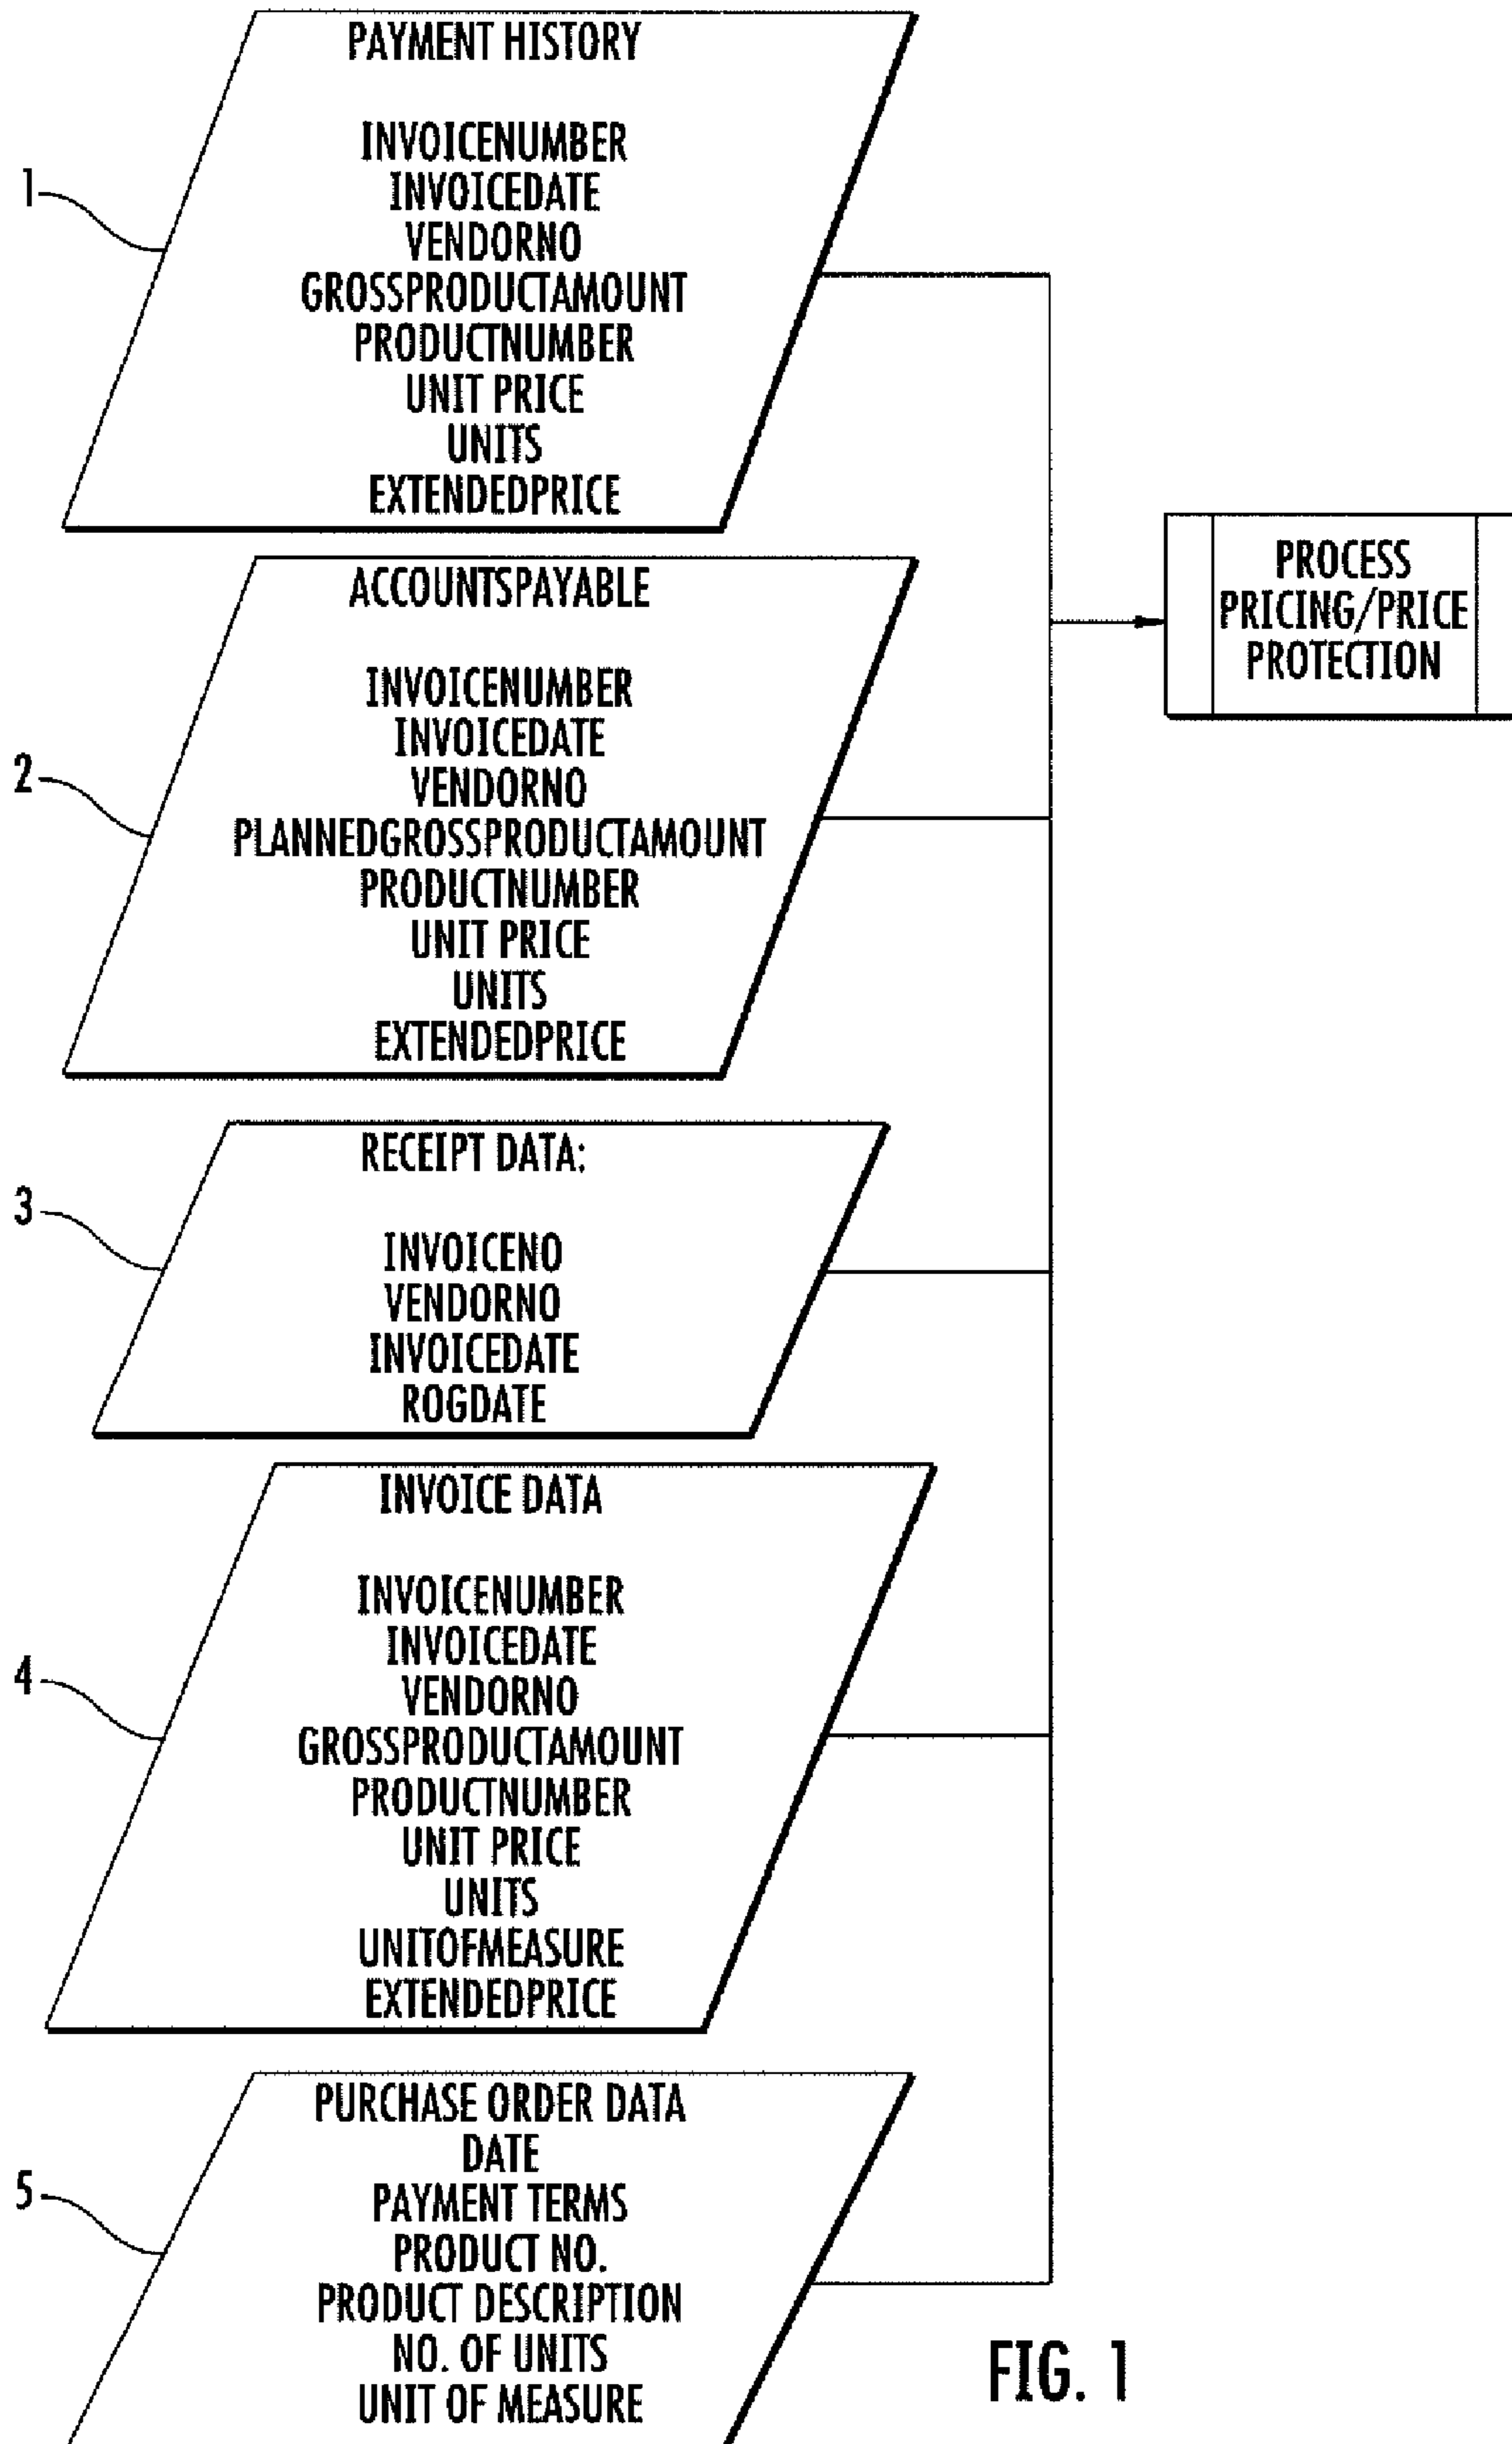 PAYMENT HISTORY
INVOICENUMBER
INVOICEDATE
VENDORNO
GROSSPRODUCTAMOUNT
PRODUCTNUMBER
UNIT PRICE
UNITS
EXTENDEDPRICE
1
ACCOUNTSPAYABLE
INVOICENUMBER
INVOICEDATE
VENDORNO
PLANNEDGROSSPRODUCTAMOUNT
PRODUCTNUMBER
UNIT PRICE
UNITS
EXTENDEDPRICE
2
RECEIPT DATA:
INVOICENO
VENDORNO
INVOICEDATE
ROGDATE
3
INVOICE DATA
INVOICENUMBER
INVOICEDATE
VENDORNO
GROSSPRODUCTAMOUNT
PRODUCTNUMBER
UNIT PRICE
UNITS
UNITOFMEASURE
EXTENDEDPRICE
4
PURCHASE ORDER DATA
DATE
PAYMENT TERMS
PRODUCT NO.
PRODUCT DESCRIPTION
NO. OF UNITS
UNIT OF MEASURE
5
PROCESS
PRICING/PRICE
PROTECTION
FIG. 1